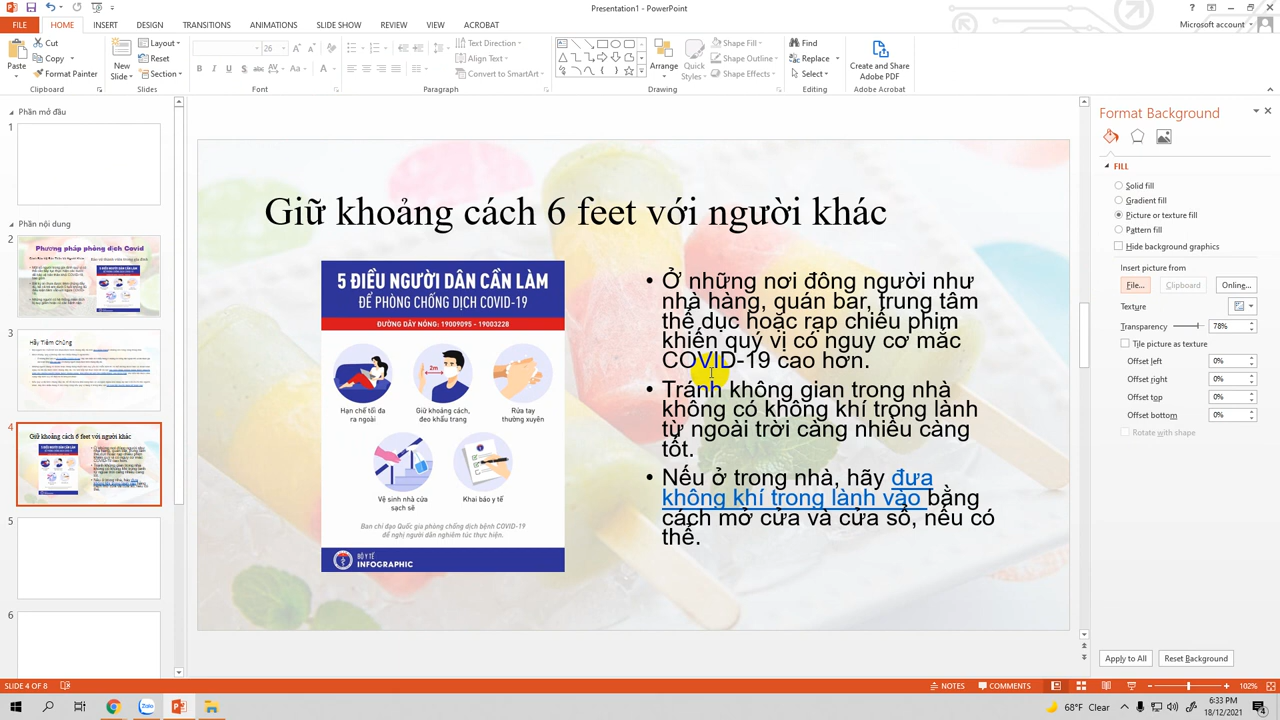 Presentation1 - PowerPoint
FILE HOME INSERT DESIGN TRANSITIONS ANIMATIONS SLIDE SHOW REVIEW VIEW ACROBAT
Microsoft account
Paste
Cut
Copy
Format Painter
Clipboard
New
Slide
Layout
Reset
Section
Slides
26
Font
Text Direction
Align Text
Convert to SmartArt
Paragraph
Arrange
Quick
Styles
Shape Fill
Shape Outline
Shape Effects
Drawing
Find
Replace
Select
Editing
Create and Share
Adobe PDF
Adobe Acrobat
Phần mở đầu
1
Phần nội dung
2
Phương pháp phòng dịch Covid
3
Hãy Tiêm Chủng
4
Giữ khoảng cách 6 feet với người khác
5
6
Giữ khoảng cách 6 feet với người khác
5 ĐIỀU NGƯỜI DÂN CẦN LÀM
ĐỂ PHÒNG CHỐNG DỊCH COVID-19
ĐƯỜNG DÂY NÓNG: 19009095 - 19003228
Hạn chế tối đa
ra ngoài
2m
Giữ khoảng cách,
đeo khẩu trang
Rửa tay
thường xuyên
Vệ sinh nhà cửa
sạch sẽ
Khai báo y tế
Ban chỉ đạo Quốc gia phòng chống dịch bệnh COVID-19
đề nghị người dân nghiêm túc thực hiện.
BỘ Y TẾ
INFOGRAPHIC
• Ở những nơi đông người như
nhà hàng, quán bar, trung tâm
thể dục hoặc rạp chiếu phim
khiến quý vị có nguy cơ mắc
COVID-19 cao hơn.
• Tránh không gian trong nhà
không có không khí trong lành
từ ngoài trời càng nhiều càng
tốt.
• Nếu ở trong nhà, hãy đưa
không khí trong lành vào bằng
cách mở cửa và cửa sổ, nếu có
thể.
Format Background
FILL
Solid fill
Gradient fill
Picture or texture fill
Pattern fill
Hide background graphics
Insert picture from
File... Clipboard Online...
Texture
Transparency 78%
Tile picture as texture
Offset left 0%
Offset right 0%
Offset top 0%
Offset bottom 0%
Rotate with shape
Apply to All Reset Background
SLIDE 4 OF 8
NOTES COMMENTS 102%
Zalo
68°F Clear
6:33 PM
18/12/2021
4